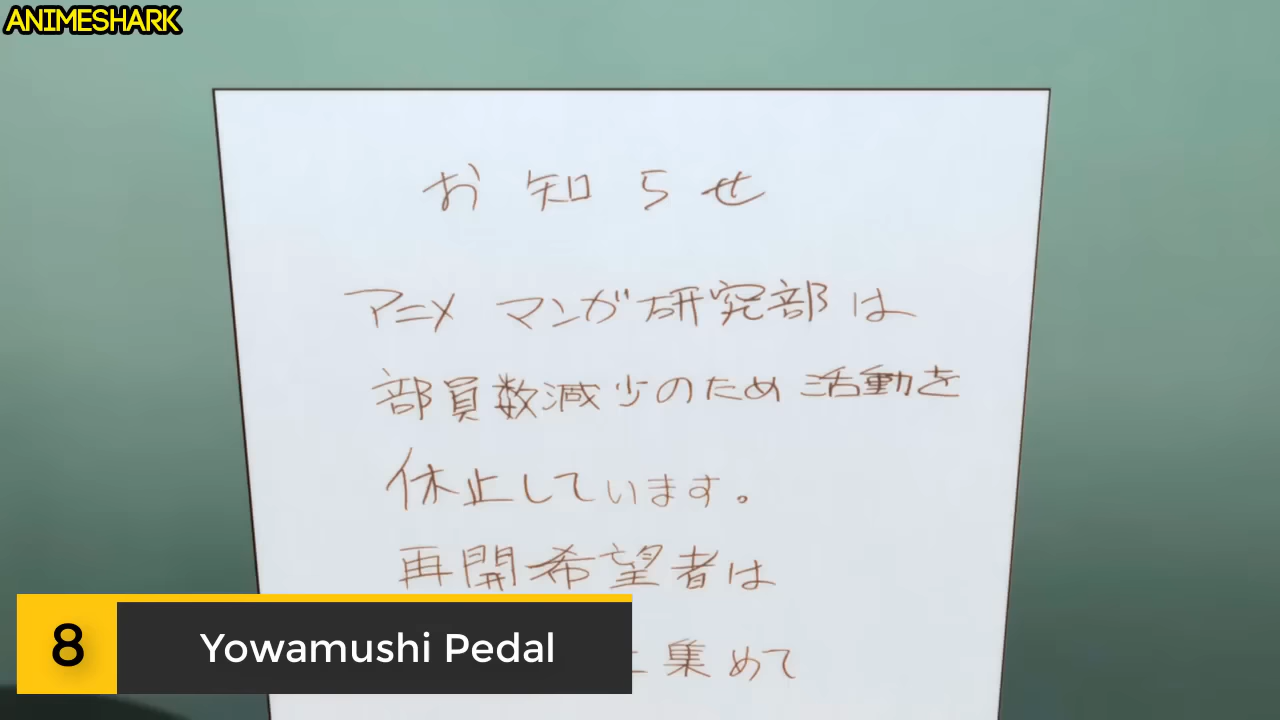 ANIMESHARK
お知らせ
アニメ マンガ研究部は
部員数減少のため 活動を
休止しています。
再開希望者は
集めて
8
Yowamushi Pedal